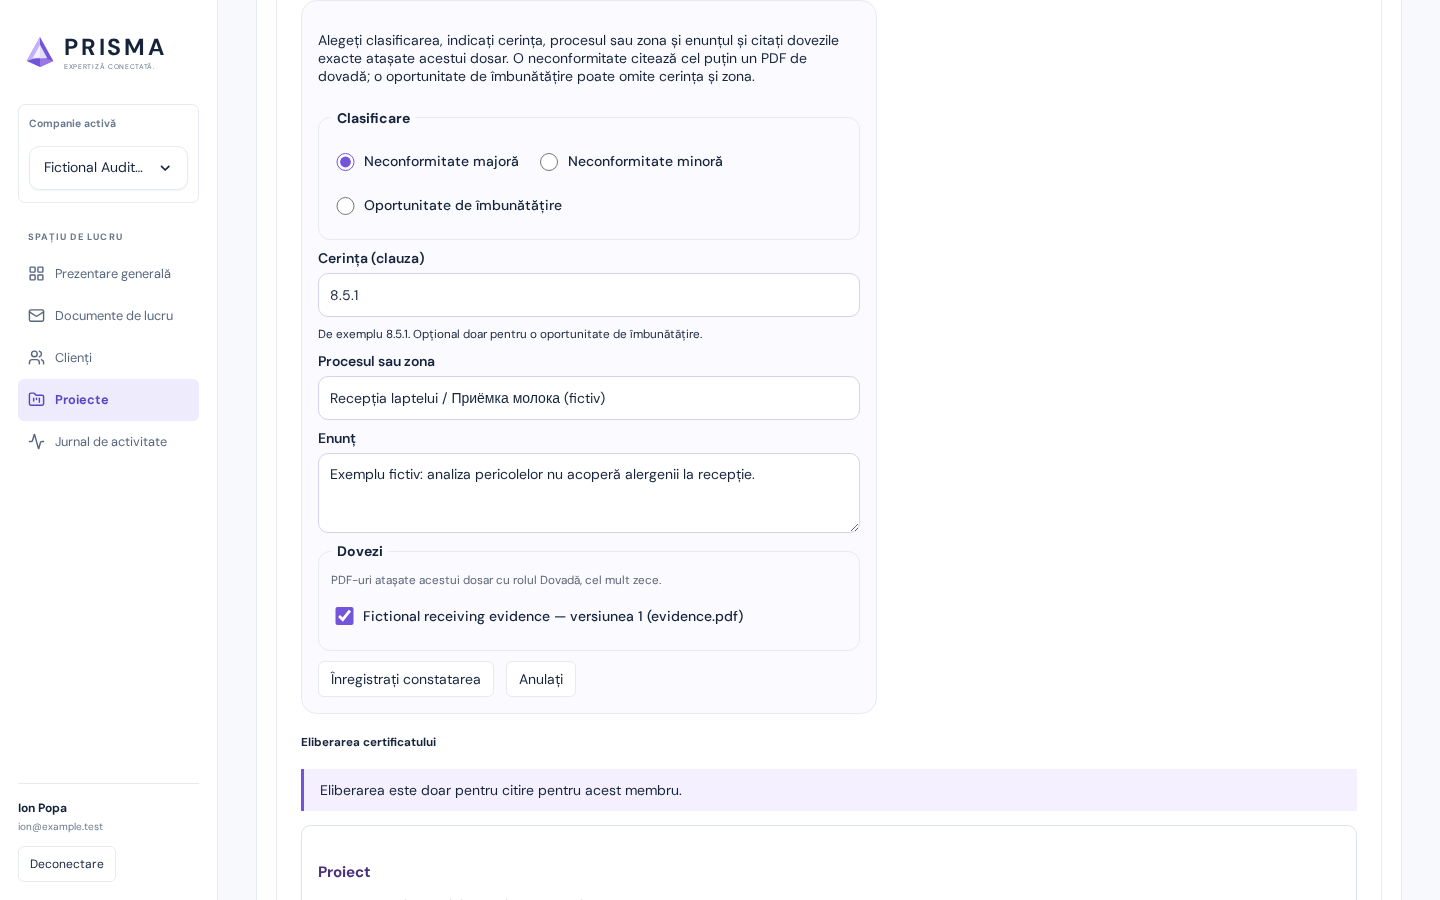 PRISMA
EXPERTIZĂ CONECTATĂ.
Companie activă
Fictional Audit...
SPAȚIU DE LUCRU
Prezentare generală
Documente de lucru
Clienți
Proiecte
Jurnal de activitate
Ion Popa
ion@example.test
Deconectare
Alegeți clasificarea, indicați cerința, procesul sau zona și enunțul și citați dovezile
exacte atașate acestui dosar. O neconformitate citează cel puțin un PDF de
dovadă; o oportunitate de îmbunătățire poate omite cerința și zona.
Clasificare
Neconformitate majoră Neconformitate minoră
Oportunitate de îmbunătățire
Cerința (clauza)
8.5.1
De exemplu 8.5.1. Opțional doar pentru o oportunitate de îmbunătățire.
Procesul sau zona
Recepția laptelui / Приёмка молока (fictiv)
Enunț
Exemplu fictiv: analiza pericolelor nu acoperă alergenii la recepție.
Dovezi
PDF-uri atașate acestui dosar cu rolul Dovadă, cel mult zece.
Fictional receiving evidence — versiunea 1 (evidence.pdf)
Înregistrați constatarea Anulați
Eliberarea certificatului
Eliberarea este doar pentru citire pentru acest membru.
Proiect